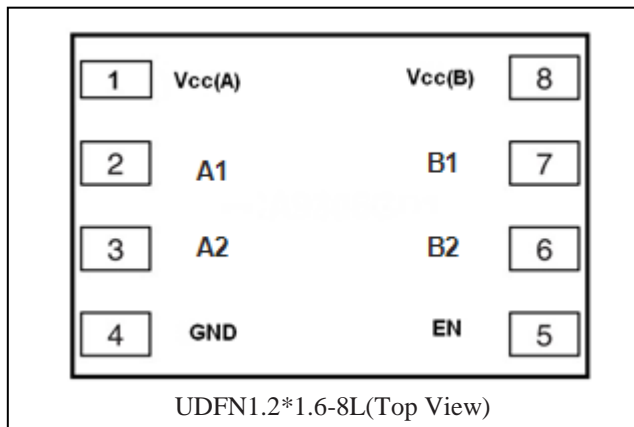 1 Vcc(A) Vcc(B) 8
2 A1 B1 7
3 A2 B2 6
4 GND EN 5
UDFN1.2*1.6-8L(Top View)